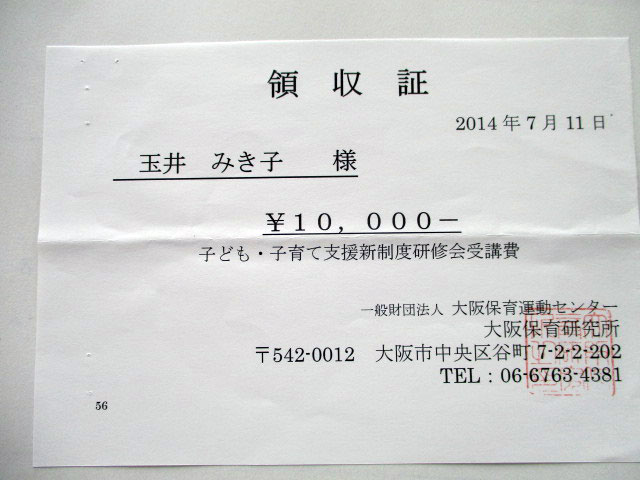 領収証
2014年7月11日
玉井 みき子 様
￥10,000－
子ども・子育て支援新制度研修会受講費
一般財団法人 大阪保育運動センター
大阪保育研究所
〒542-0012 大阪市中央区谷町 7-2-2-202
TEL：06-6763-4381
56